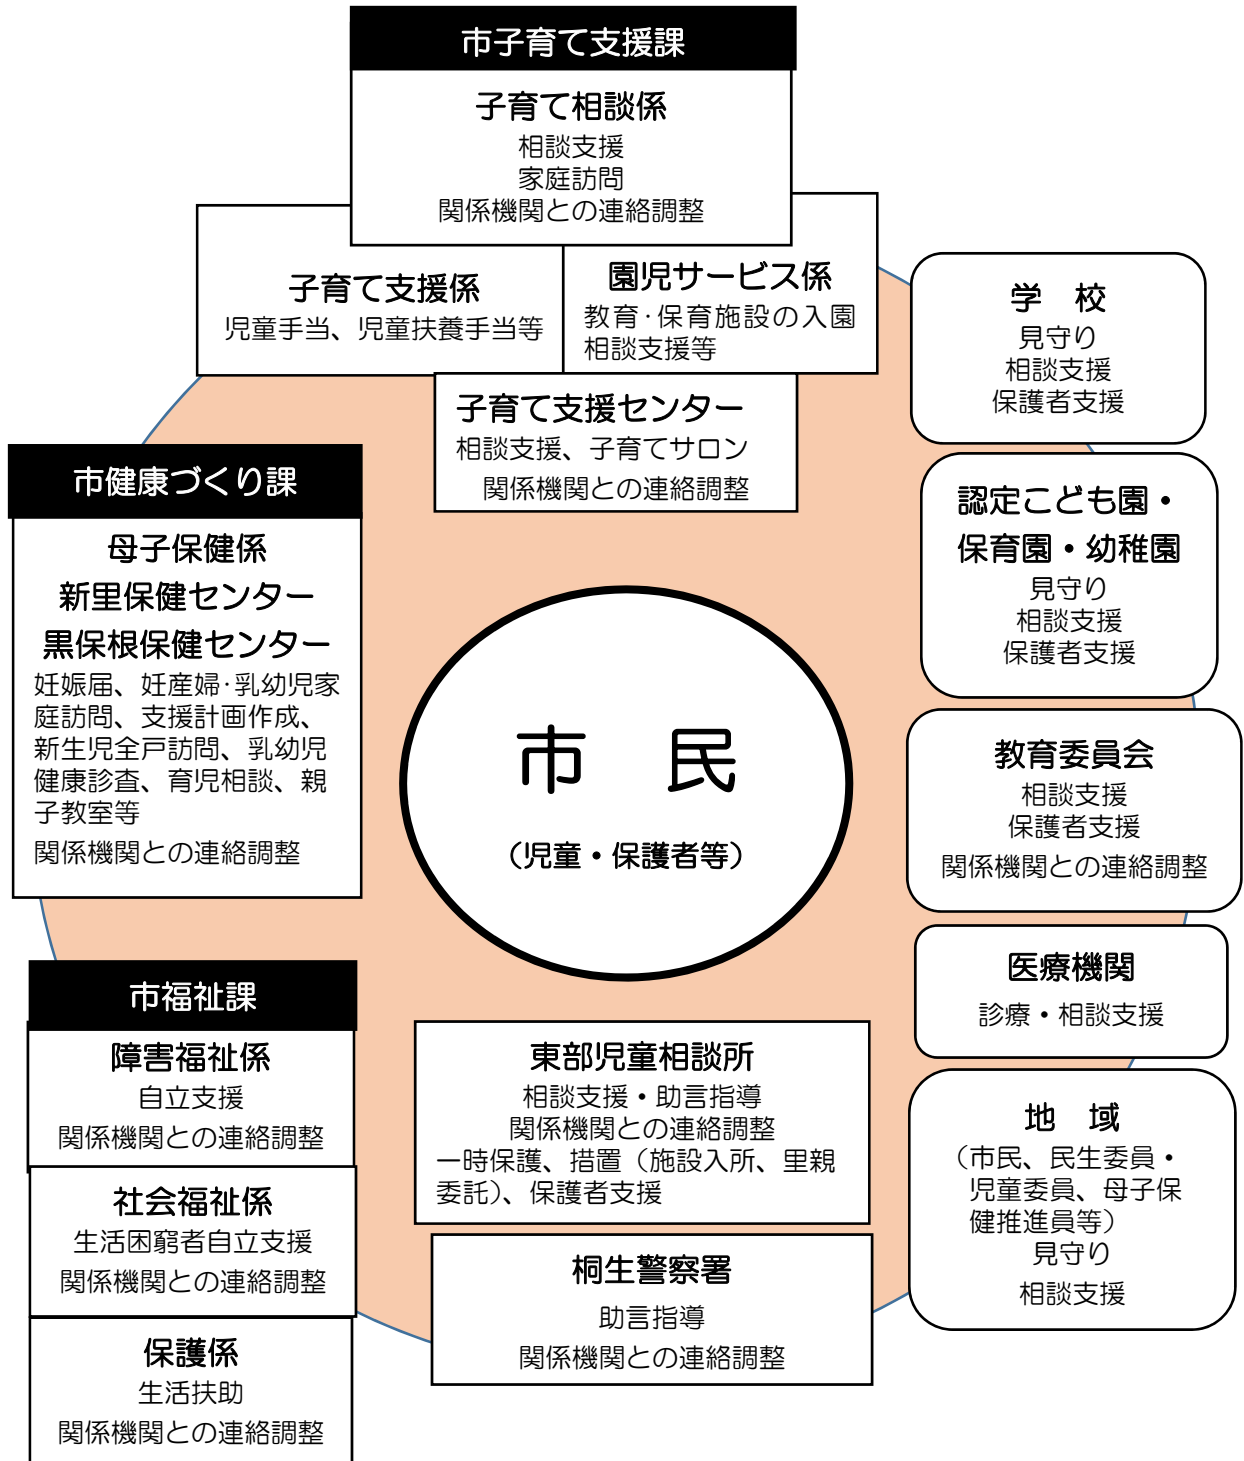 市子育て支援課
子育て相談係
相談支援
家庭訪問
関係機関との連絡調整
子育て支援係
児童手当、児童扶養手当等
園児サービス係
教育・保育施設の入園
相談支援等
子育て支援センター
相談支援、子育てサロン
関係機関との連絡調整
市健康づくり課
母子保健係
新里保健センター
黒保根保健センター
妊娠届、妊産婦・乳幼児家
庭訪問、支援計画作成、
新生児全戸訪問、乳幼児
健康診査、育児相談、親
子教室等
関係機関との連絡調整
市福祉課
障害福祉係
自立支援
関係機関との連絡調整
社会福祉係
生活困窮者自立支援
関係機関との連絡調整
保護係
生活扶助
関係機関との連絡調整
市　民
（児童・保護者等）
東部児童相談所
相談支援・助言指導
関係機関との連絡調整
一時保護、措置（施設入所、里親
委託）、保護者支援
桐生警察署
助言指導
関係機関との連絡調整
学　校
見守り
相談支援
保護者支援
認定こども園・
保育園・幼稚園
見守り
相談支援
保護者支援
教育委員会
相談支援
保護者支援
関係機関との連絡調整
医療機関
診療・相談支援
地　域
（市民、民生委員・
児童委員、母子保
健推進員等）
見守り
相談支援